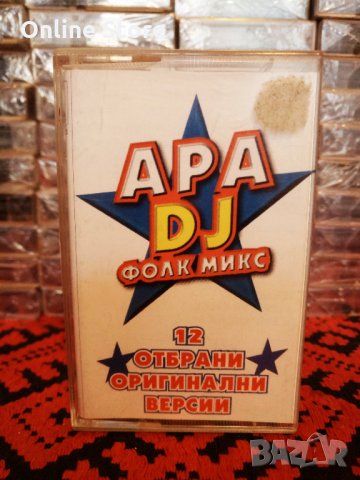 Online Store
АРА
DJ
ФОЛК МИКС
12
ОТБРАНИ
ОРИГИНАЛНИ
ВЕРСИИ
BAZAR